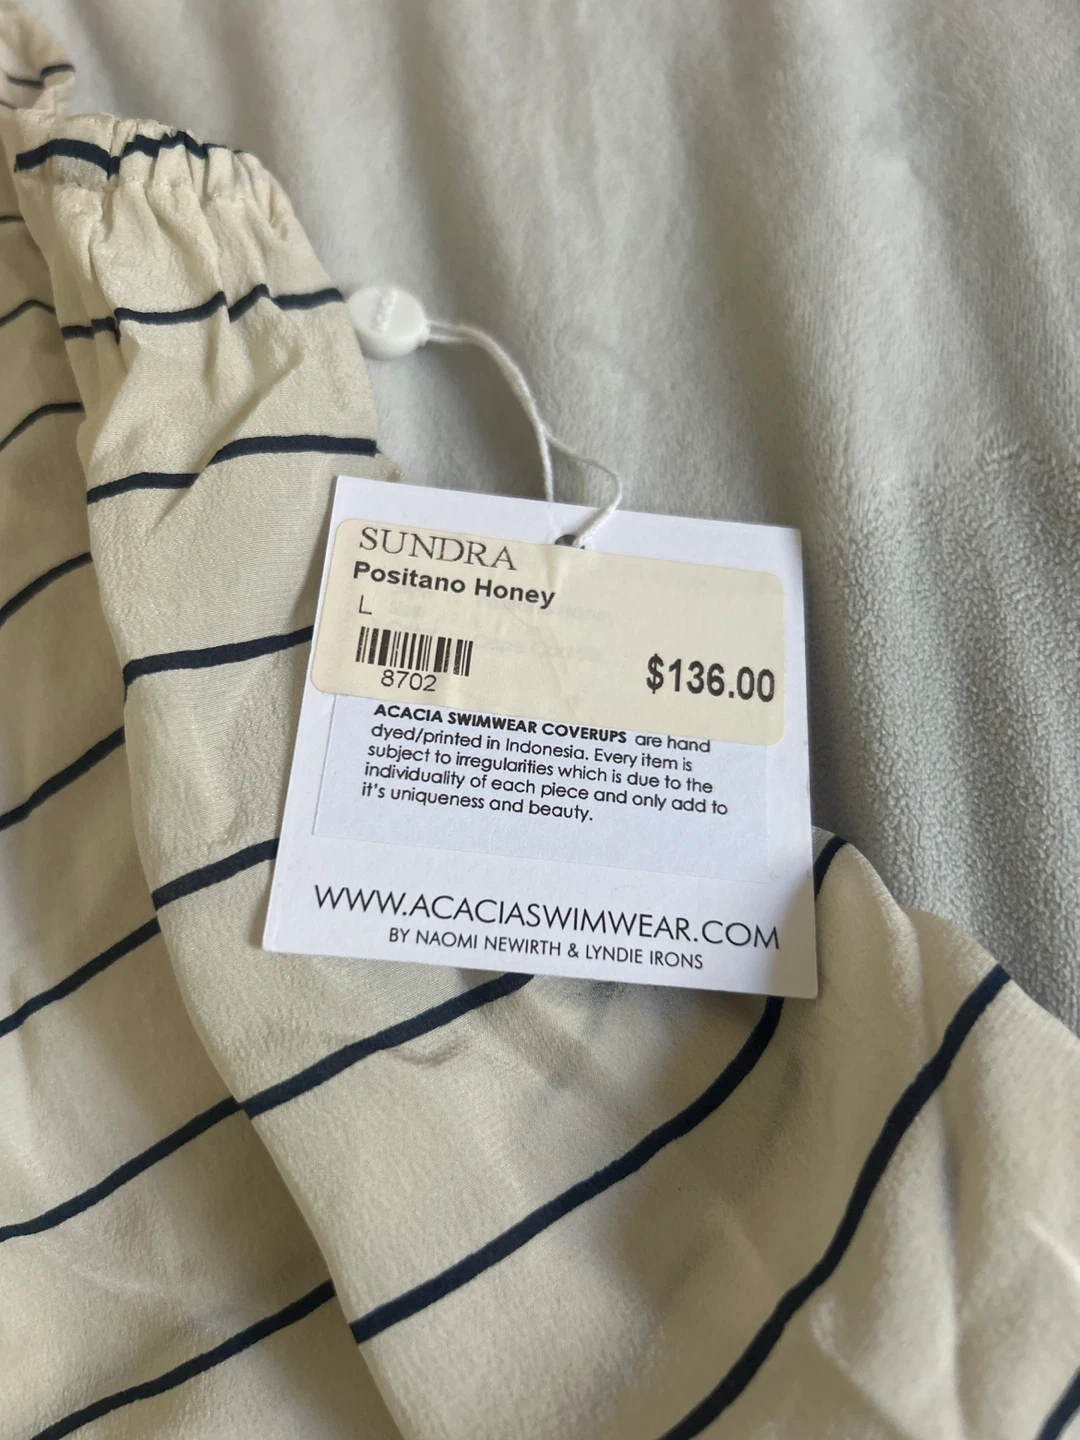 SUNDRA
Positano Honey
L
8702
$136.00
ACACIA SWIMWEAR COVERUPS are hand
dyed/printed in Indonesia. Every item is
subject to irregularities which is due to the
individuality of each piece and only add to
it's uniqueness and beauty.
WWW.ACACIASWIMWEAR.COM
BY NAOMI NEWIRTH & LYNDIE IRONS